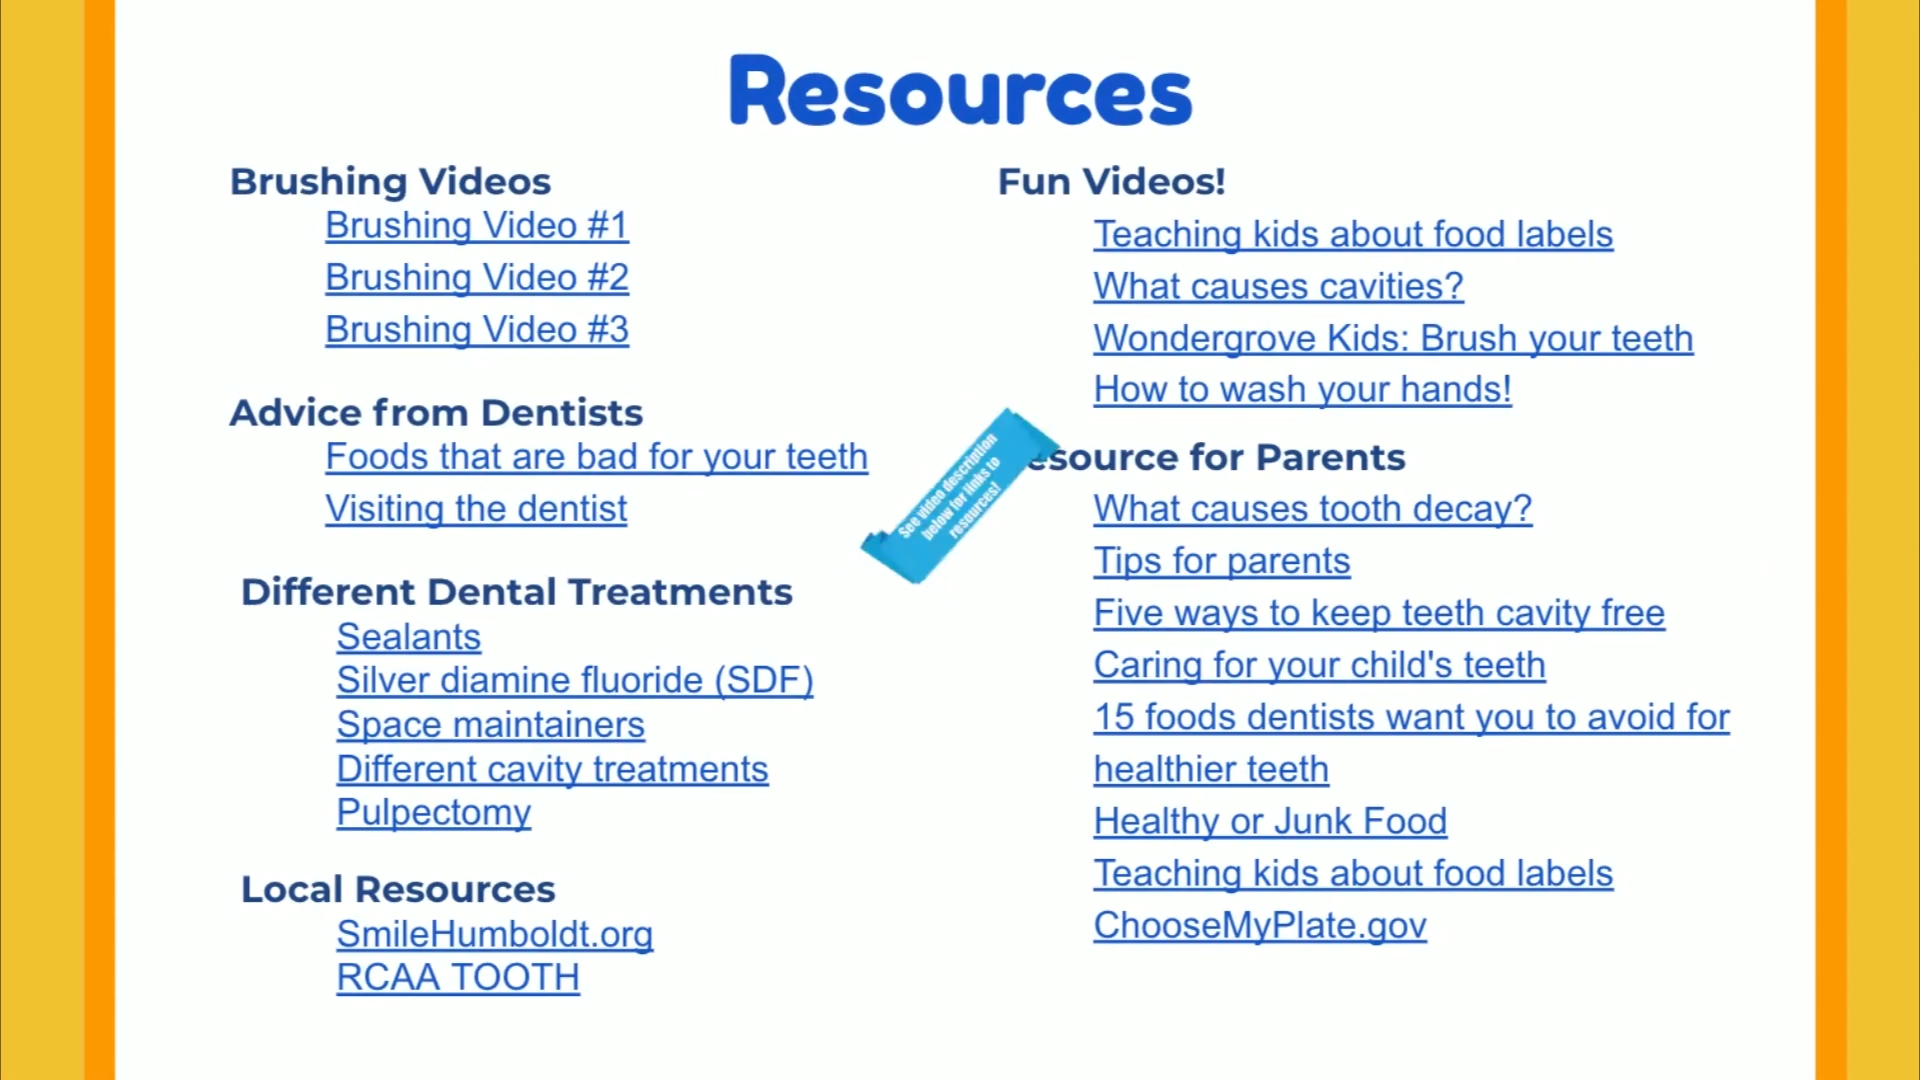 Resources
Brushing Videos
Brushing Video #1
Brushing Video #2
Brushing Video #3
Advice from Dentists
Foods that are bad for your teeth
Visiting the dentist
Different Dental Treatments
Sealants
Silver diamine fluoride (SDF)
Space maintainers
Different cavity treatments
Pulpectomy
Local Resources
SmileHumboldt.org
RCAA TOOTH
See video description
below for links to
resources!
Fun Videos!
Teaching kids about food labels
What causes cavities?
Wondergrove Kids: Brush your teeth
How to wash your hands!
esource for Parents
What causes tooth decay?
Tips for parents
Five ways to keep teeth cavity free
Caring for your child's teeth
15 foods dentists want you to avoid for
healthier teeth
Healthy or Junk Food
Teaching kids about food labels
ChooseMyPlate.gov